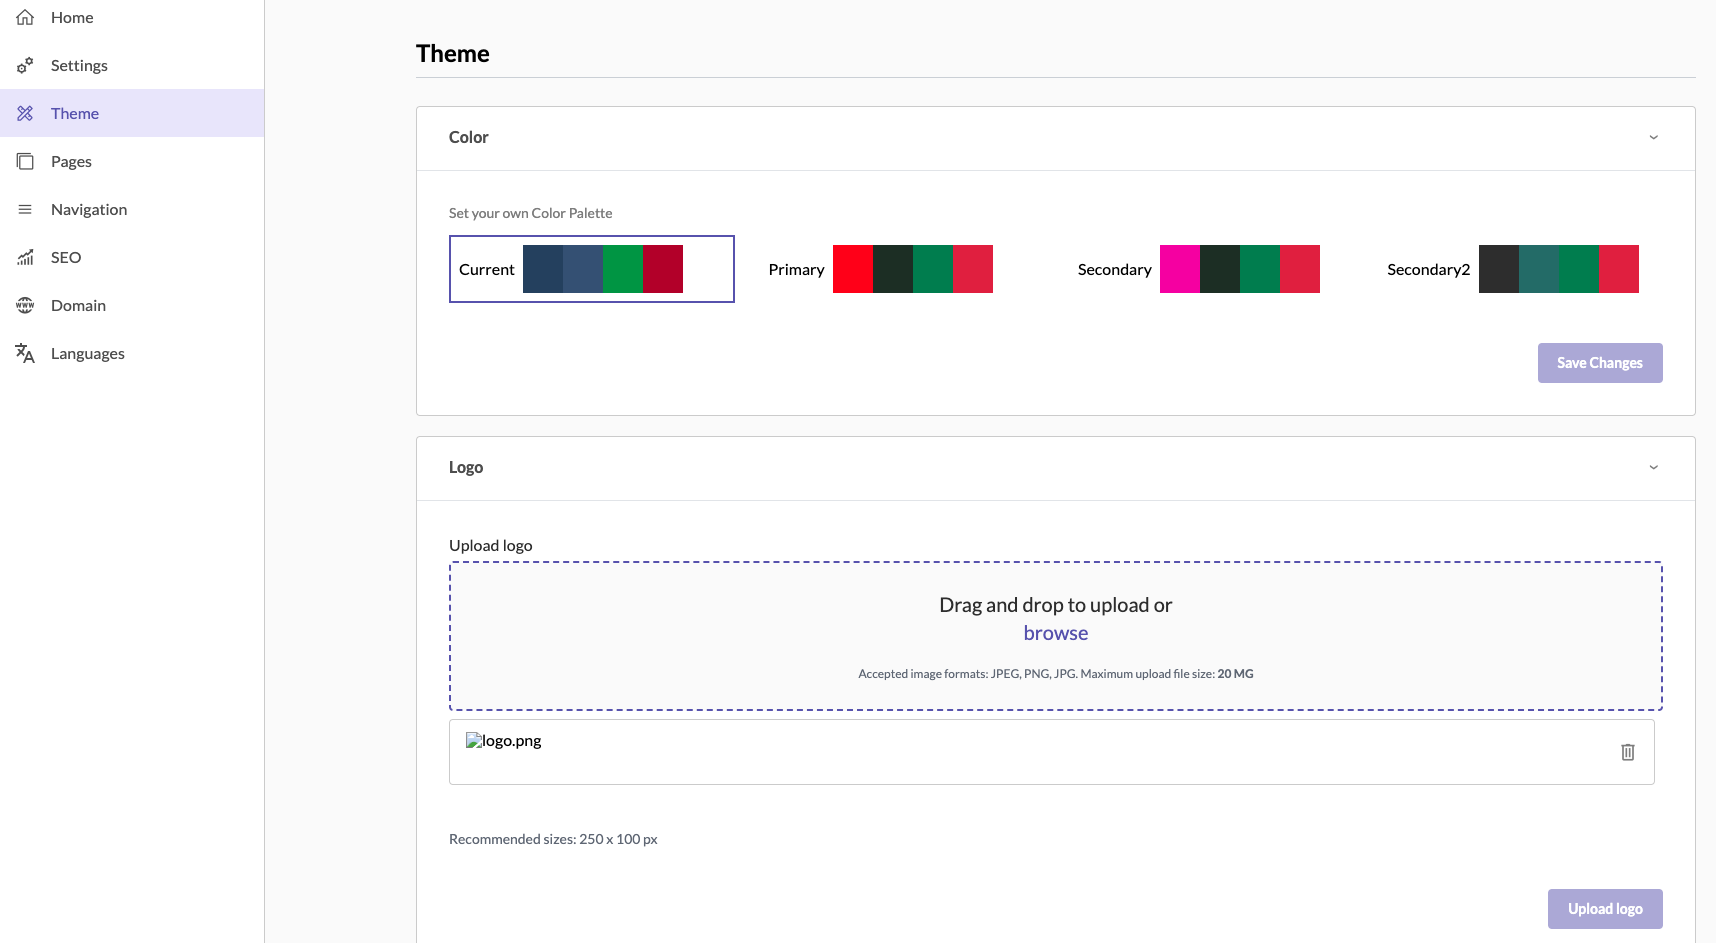 Home
Settings
Theme
Pages
Navigation
SEO
Domain
Languages
Theme
Color
Set your own Color Palette
Current
Primary
Secondary
Secondary2
Save Changes
Logo
Upload logo
Drag and drop to upload or
browse
Accepted image formats: JPEG, PNG, JPG. Maximum upload file size: 20 MG
logo.png
Recommended sizes: 250 x 100 px
Upload logo